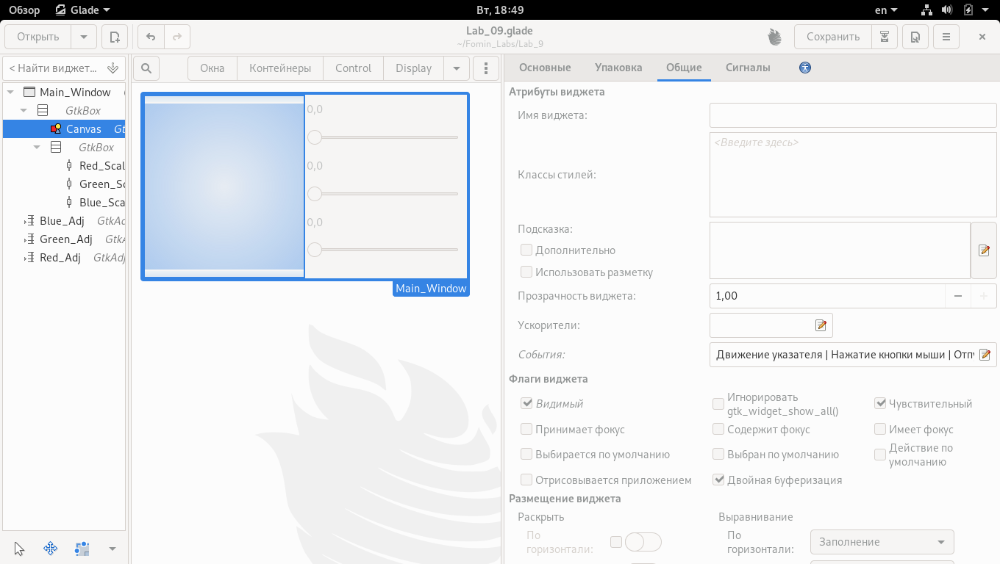 Обзор
Glade
Вт, 18:49
en
Открыть
Lab_09.glade
~/Fomin_Labs/Lab_9
Сохранить
< Найти виджет...
Окна
Контейнеры
Control
Display
Основные
Упаковка
Общие
Сигналы
Main_Window
GtkBox
Canvas
GtkBox
Red_Scal
Green_Sc
Blue_Sca
Blue_Adj GtkAd
Green_Adj GtkA
Red_Adj GtkAdj
0,0
0,0
0,0
Main_Window
Атрибуты виджета
Имя виджета:
Классы стилей:
<Введите здесь>
Подсказка:
Дополнительно
Использовать разметку
Прозрачность виджета:
1,00
Ускорители:
События:
Движение указателя | Нажатие кнопки мыши | Отпу
Флаги виджета
Видимый
Игнорировать
gtk_widget_show_all()
Чувствительный
Принимает фокус
Содержит фокус
Имеет фокус
Выбирается по умолчанию
Выбран по умолчанию
Действие по
умолчанию
Отрисовывается приложением
Двойная буферизация
Размещение виджета
Раскрыть
Выравнивание
По
горизонтали:
По
горизонтали:
Заполнение